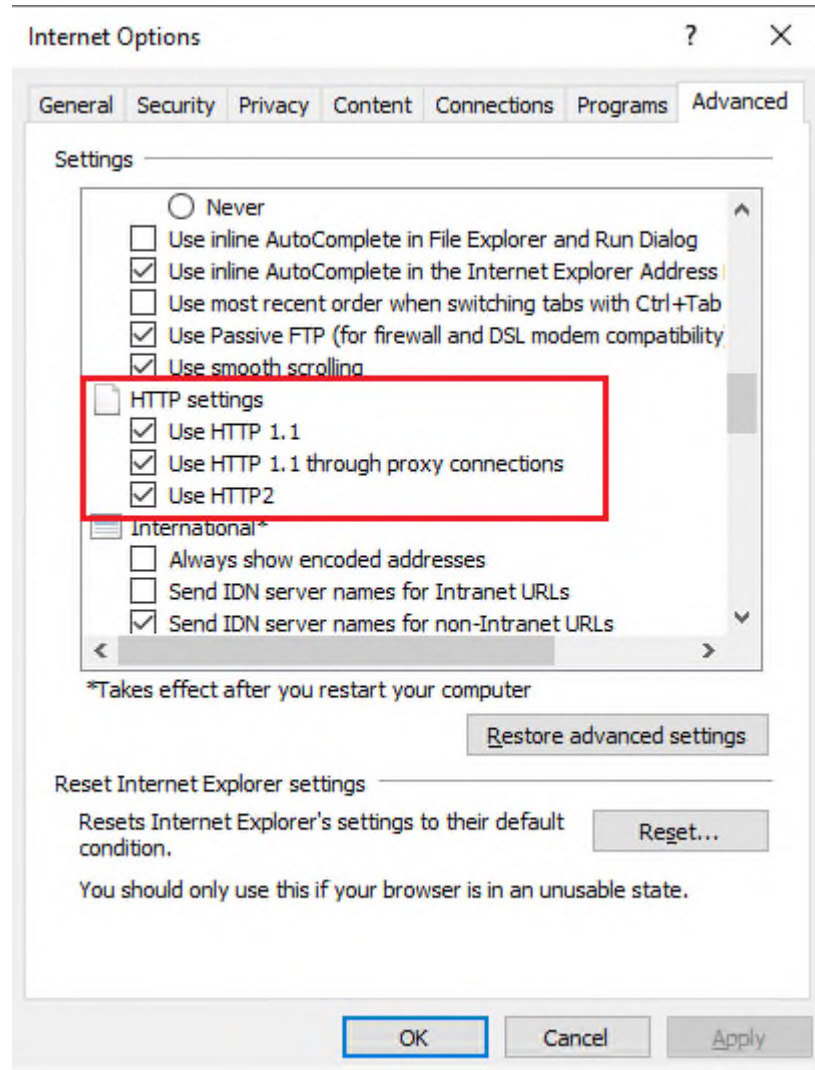 Internet Options
General Security Privacy Content Connections Programs Advanced
Settings
Never
Use inline AutoComplete in File Explorer and Run Dialog
Use inline AutoComplete in the Internet Explorer Address
Use most recent order when switching tabs with Ctrl+Tab
Use Passive FTP (for firewall and DSL modem compatibility
Use smooth scrolling
HTTP settings
Use HTTP 1.1
Use HTTP 1.1 through proxy connections
Use HTTP2
International*
Always show encoded addresses
Send IDN server names for Intranet URLs
Send IDN server names for non-Intranet URLs
*Takes effect after you restart your computer
Restore advanced settings
Reset Internet Explorer settings
Resets Internet Explorer's settings to their default
condition.
Reset...
You should only use this if your browser is in an unusable state.
OK Cancel Apply